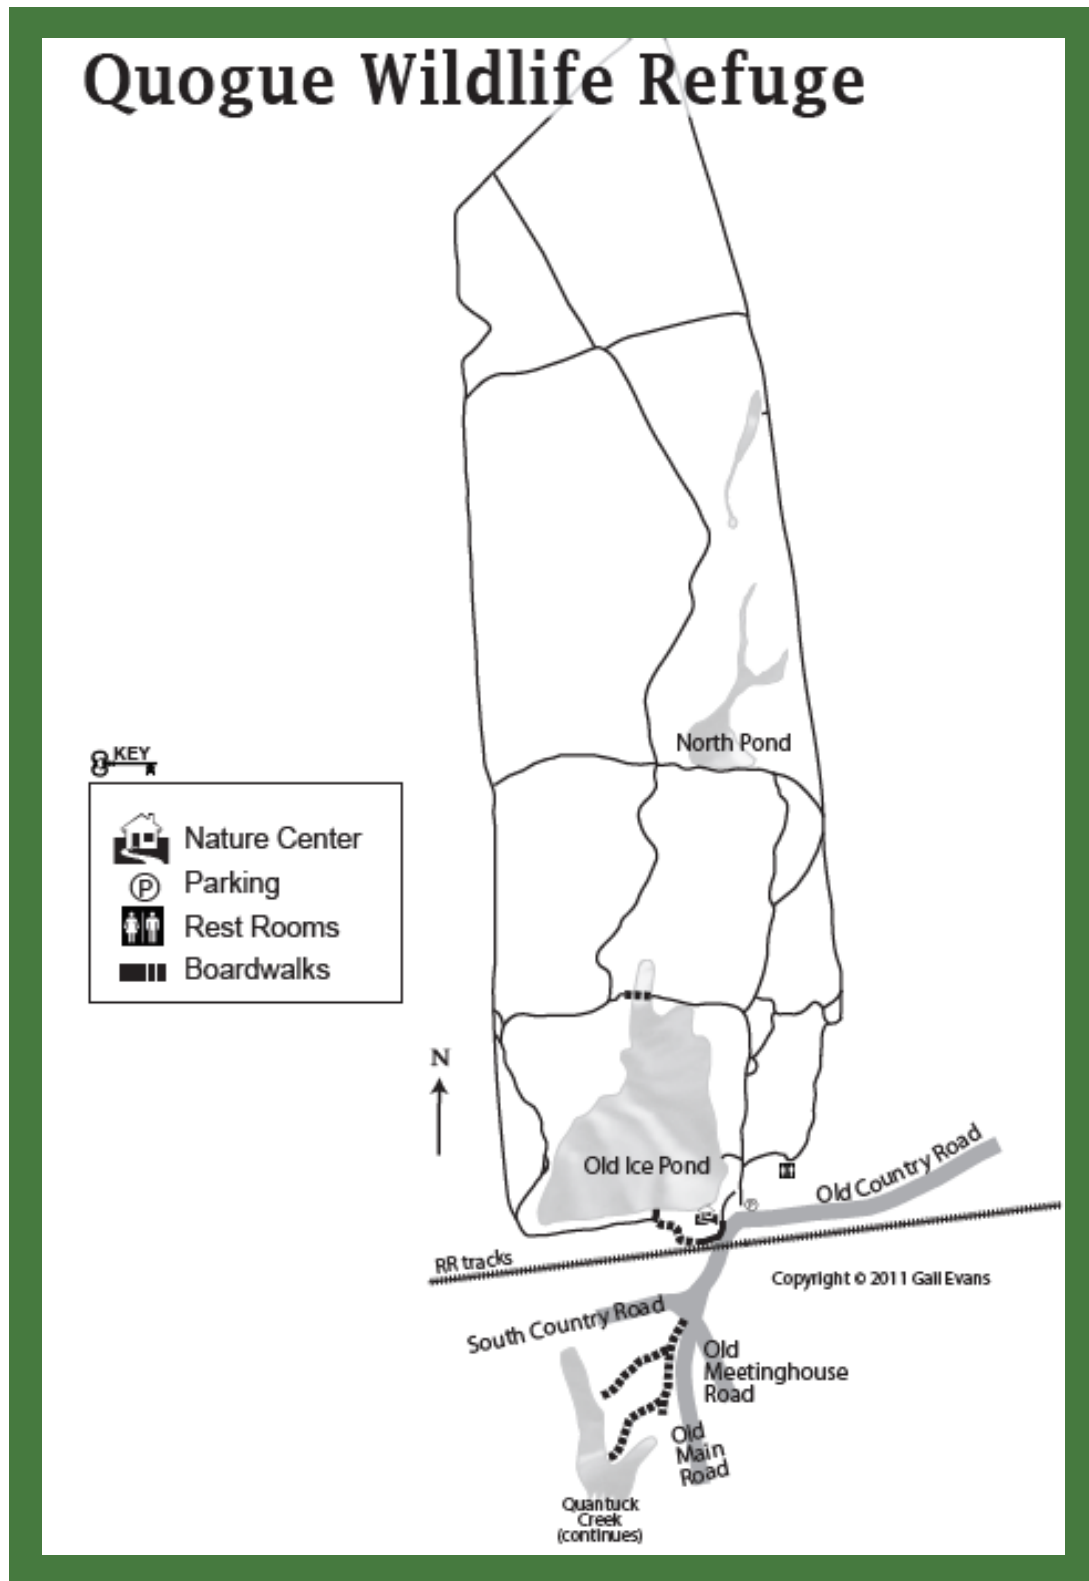 Quogue Wildlife Refuge
North Pond
KEY
Nature Center
P
Parking
Rest Rooms
Boardwalks
N
Old Ice Pond
Old Country Road
P
RR tracks
Copyright © 2011 Gail Evans
South Country Road
Old
Meetinghouse
Road
Old
Main
Road
Quantuck
Creek
(continues)